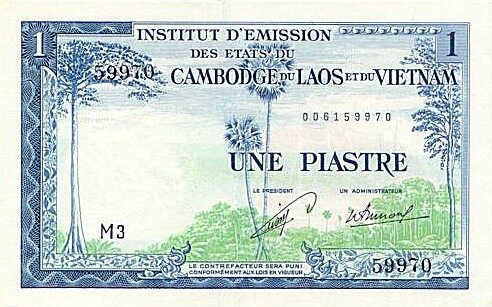 1 INSTITUT D'EMISSION 1
DES ETATS DU
59970 CAMBODGE DU LAOS ET DU VIETNAM
006159970
UNE PIASTRE
LE PRESIDENT UN ADMINISTRATEUR
M3
LE CONTREFACTEUR SERA PUNI
CONFORMÉMENT AUX LOIS EN VIGUEUR
59970